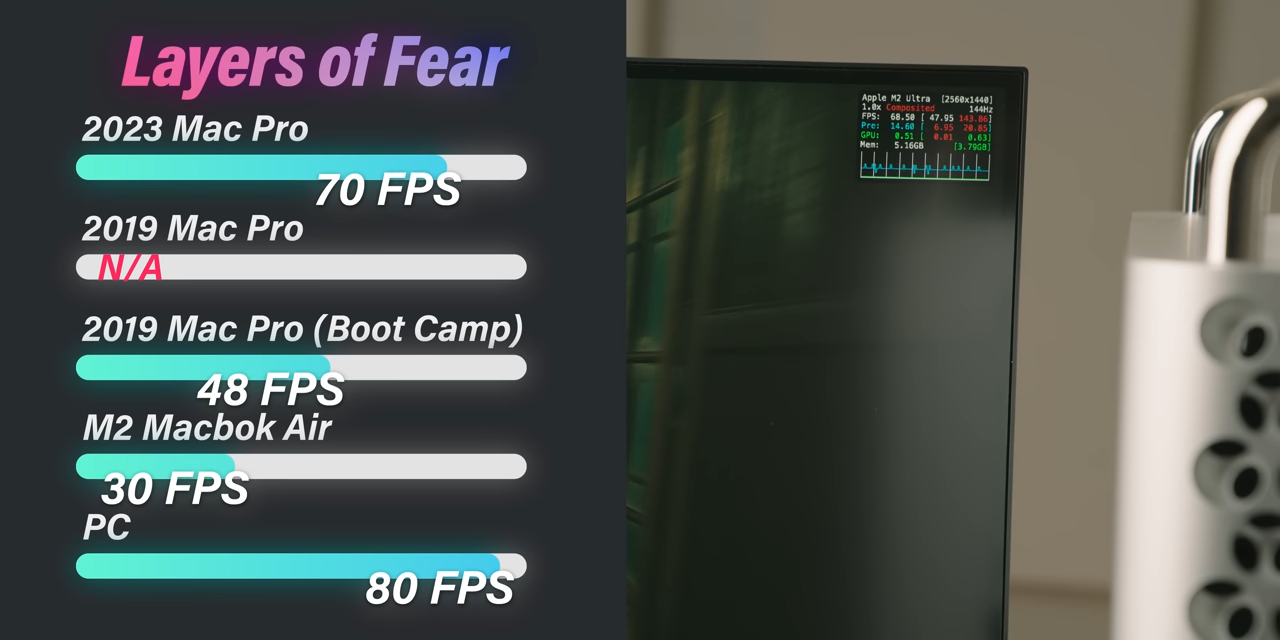 Layers of Fear
2023 Mac Pro
70 FPS
2019 Mac Pro
N/A
2019 Mac Pro (Boot Camp)
48 FPS
M2 Macbok Air
30 FPS
PC
80 FPS
Apple M2 Ultra [2560x1440]
1.0x Composited 144Hz
FPS: 68.50 [ 47.95 143.86]
Pre: 14.60 [ 6.95 20.85]
GPU: 0.51 [ 0.01 0.63]
Mem: 5.16GB [3.79GB]